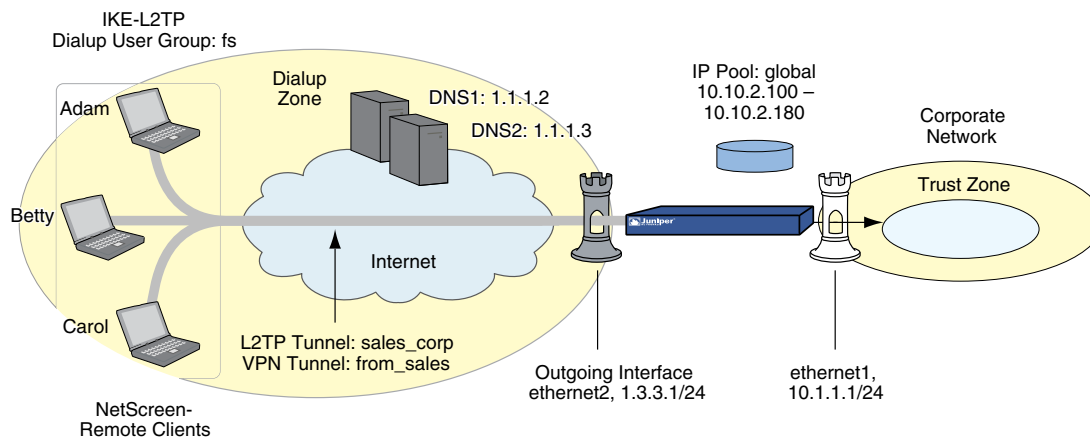 IKE-L2TP
Dialup User Group: fs
Adam
Betty
Carol
NetScreen-
Remote Clients
Dialup
Zone
DNS1: 1.1.1.2
DNS2: 1.1.1.3
Internet
L2TP Tunnel: sales_corp
VPN Tunnel: from_sales
Outgoing Interface
ethernet2, 1.3.3.1/24
IP Pool: global
10.10.2.100 –
10.10.2.180
Juniper
ethernet1,
10.1.1.1/24
Corporate
Network
Trust Zone